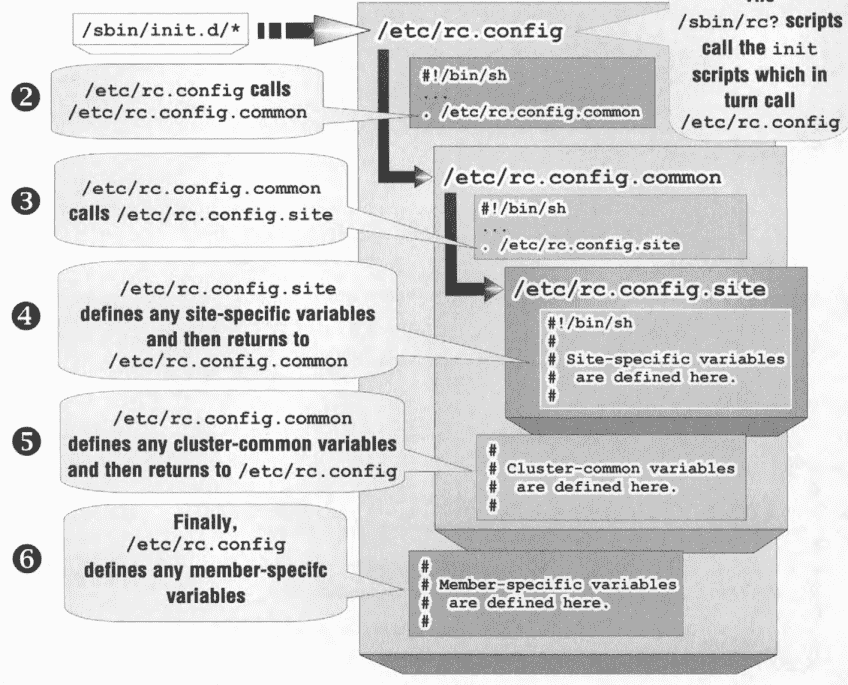 /sbin/init.d/*
/etc/rc.config
/sbin/rc? scripts
call the init
scripts which in
turn call
/etc/rc.config
#!/bin/sh
...
. /etc/rc.config.common
2
/etc/rc.config calls
/etc/rc.config.common
/etc/rc.config.common
#!/bin/sh
...
. /etc/rc.config.site
3
/etc/rc.config.common
calls /etc/rc.config.site
/etc/rc.config.site
#!/bin/sh
#
# Site-specific variables
# are defined here.
#
4
/etc/rc.config.site
defines any site-specific variables
and then returns to
/etc/rc.config.common
5
/etc/rc.config.common
defines any cluster-common variables
and then returns to /etc/rc.config
#
# Cluster-common variables
# are defined here.
#
6
Finally,
/etc/rc.config
defines any member-specifc
variables
#
# Member-specific variables
# are defined here.
#